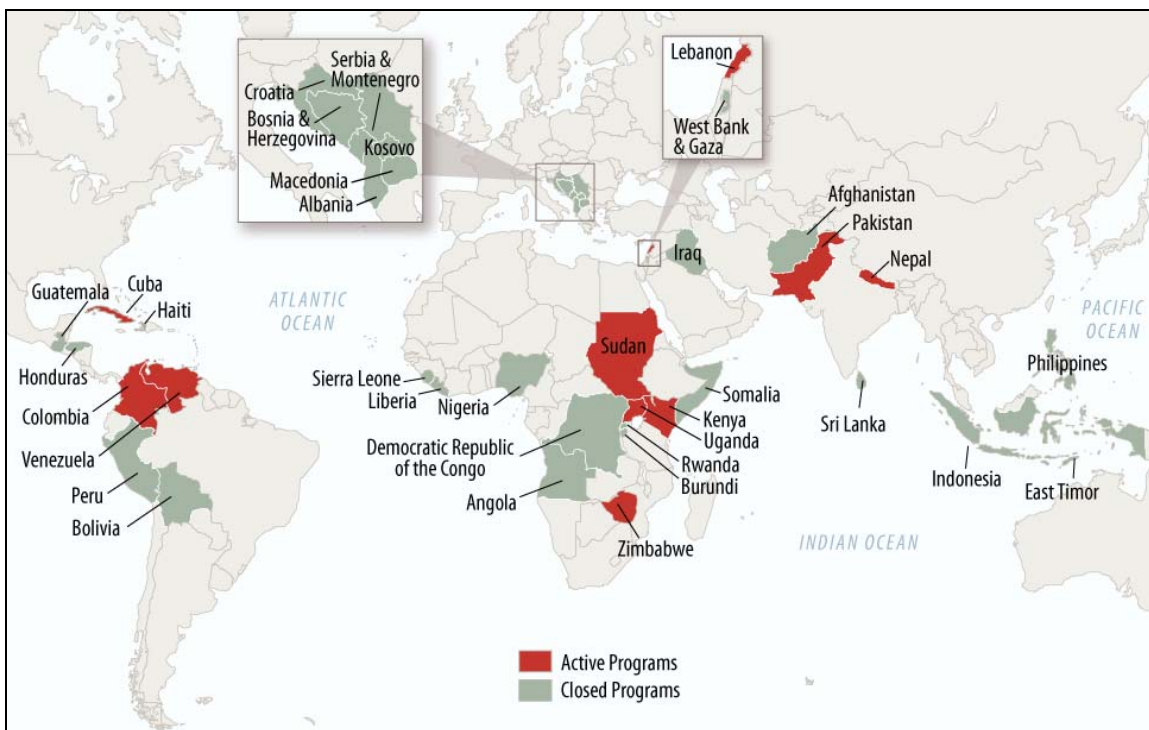 Serbia &
Montenegro
Croatia
Bosnia &
Herzegovina
Kosovo
Macedonia
Albania
Lebanon
West Bank
& Gaza
Afghanistan
Pakistan
Iraq
Nepal
Guatemala
Cuba
Haiti
ATLANTIC
OCEAN
PACIFIC
OCEAN
Honduras
Colombia
Venezuela
Peru
Bolivia
Sierra Leone
Liberia
Nigeria
Sudan
Somalia
Kenya
Uganda
Democratic Republic
of the Congo
Rwanda
Burundi
Angola
Zimbabwe
Philippines
Sri Lanka
Indonesia
East Timor
INDIAN OCEAN
Active Programs
Closed Programs